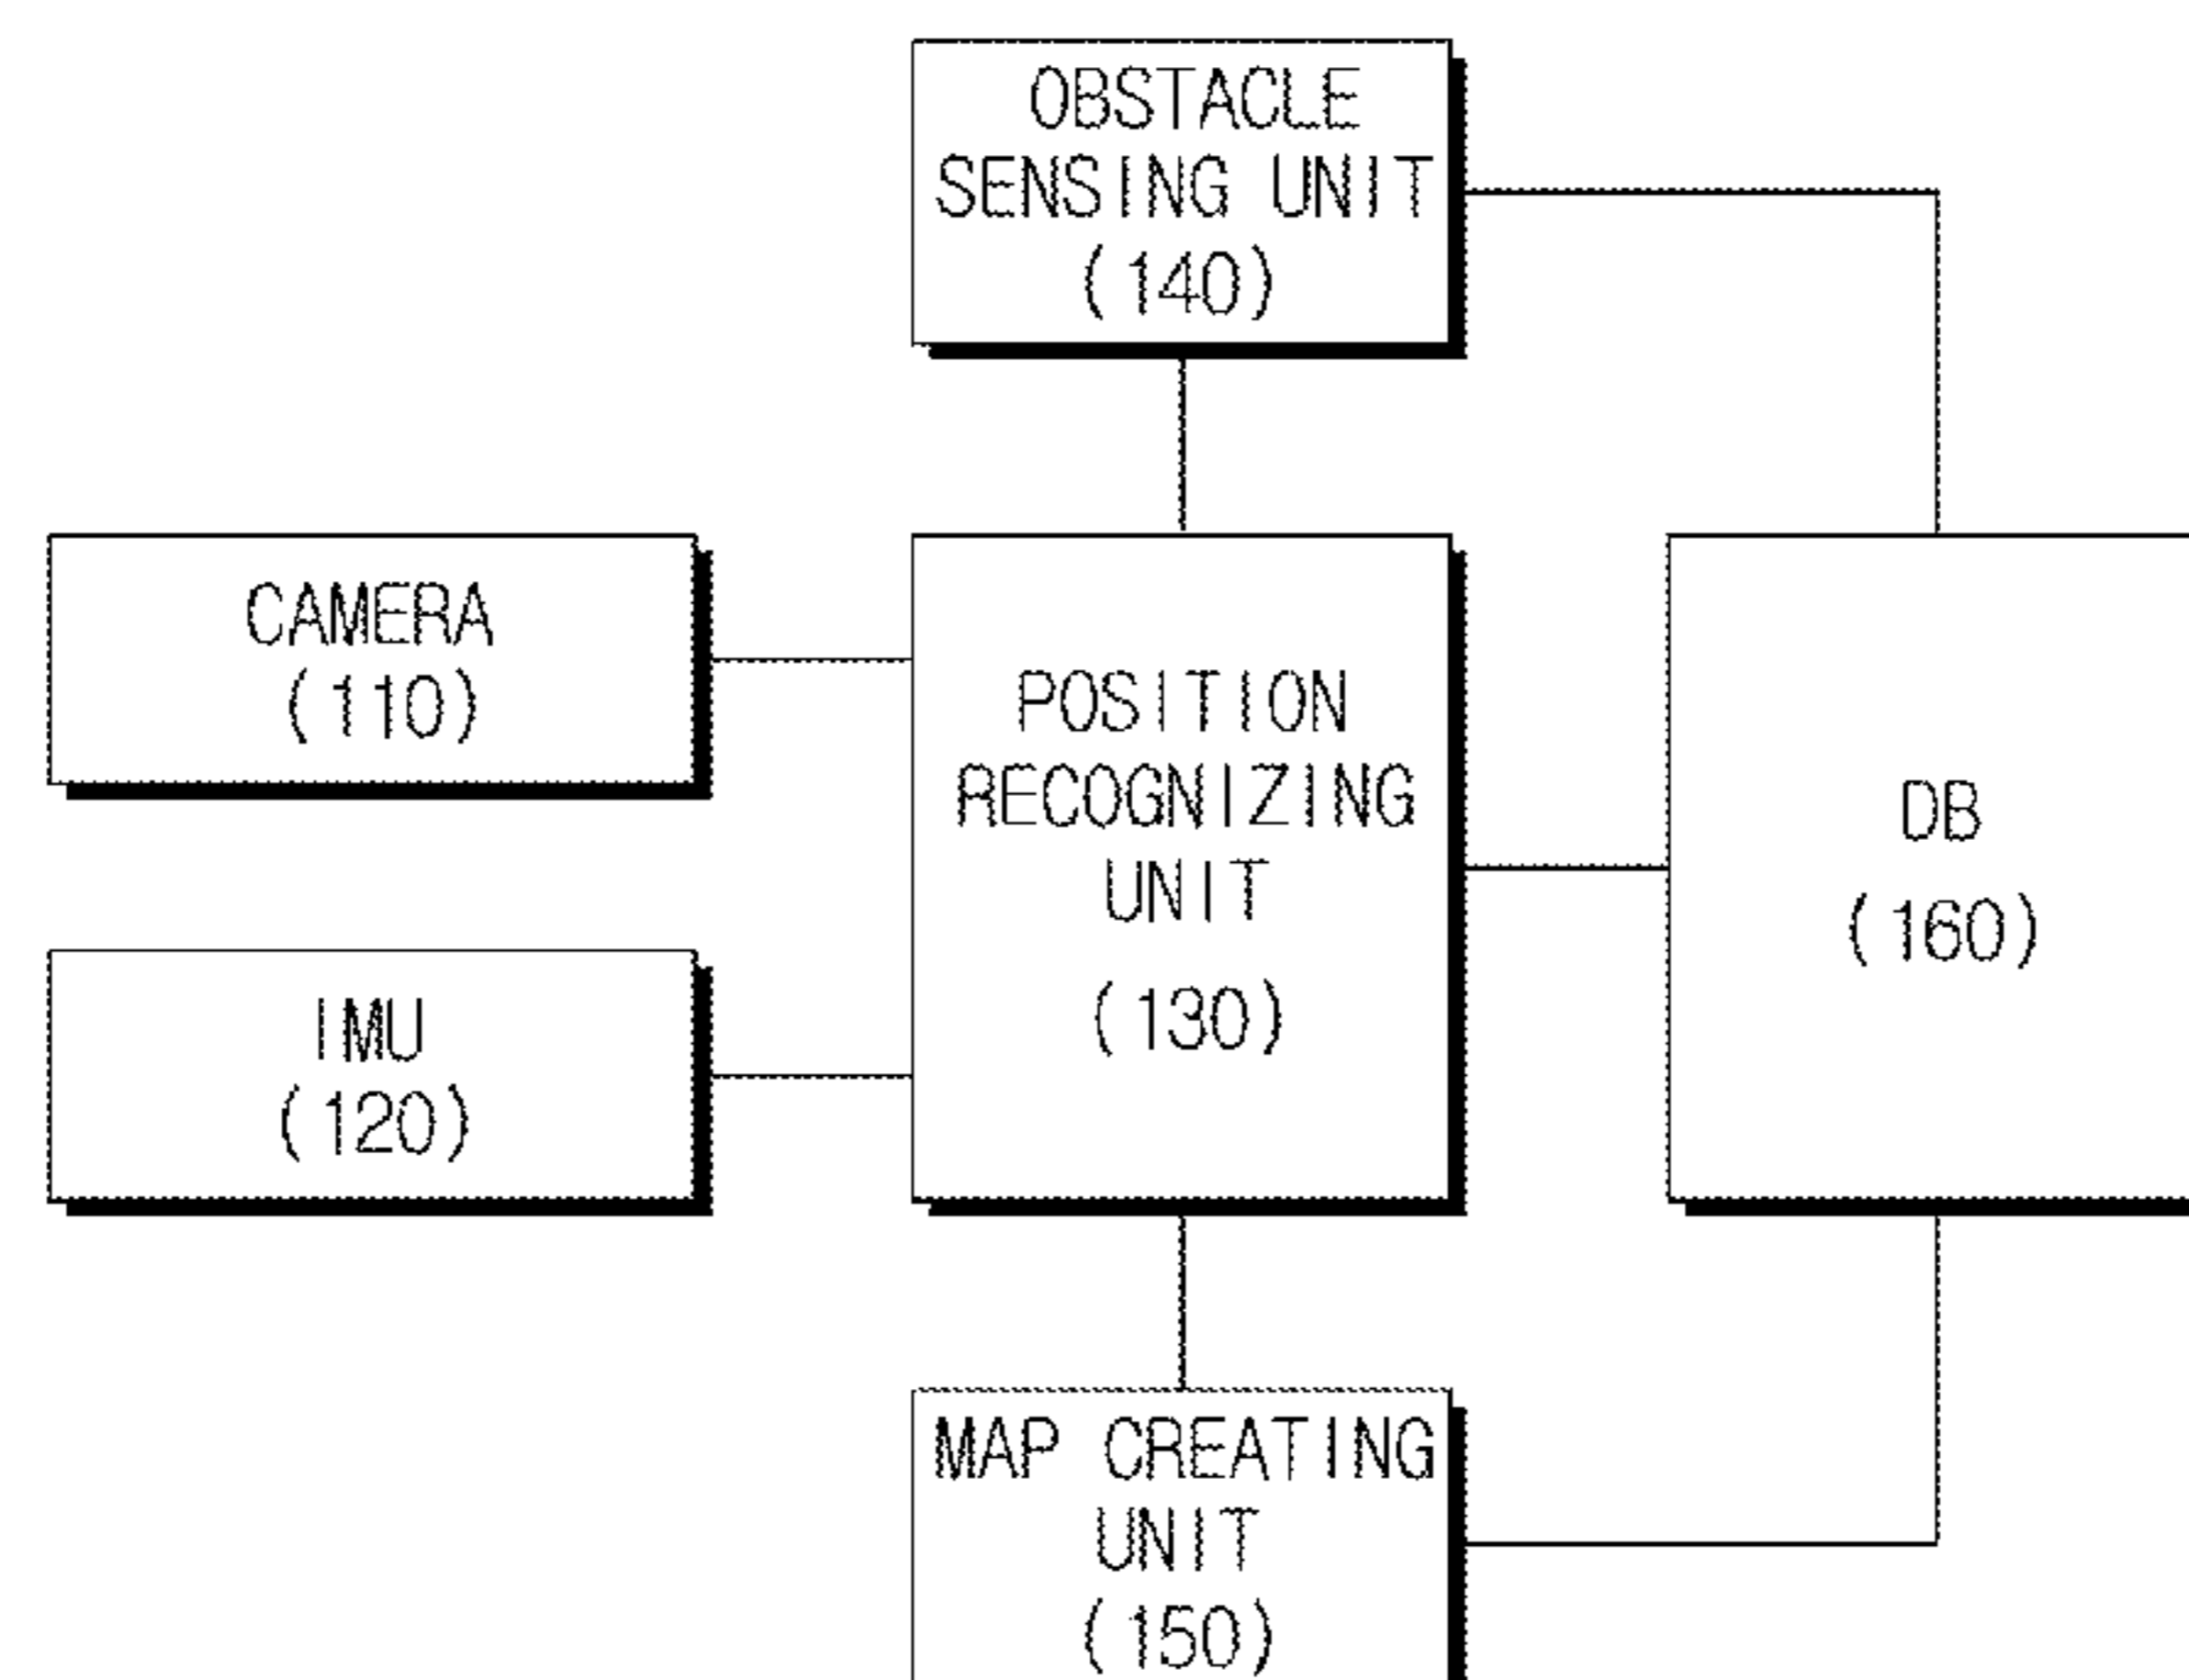 OBSTACLE
SENSING UNIT
(140)
CAMERA
(110)
IMU
(120)
POSITION
RECOGNIZING
UNIT
(130)
DB
(160)
MAP CREATING
UNIT
(150)